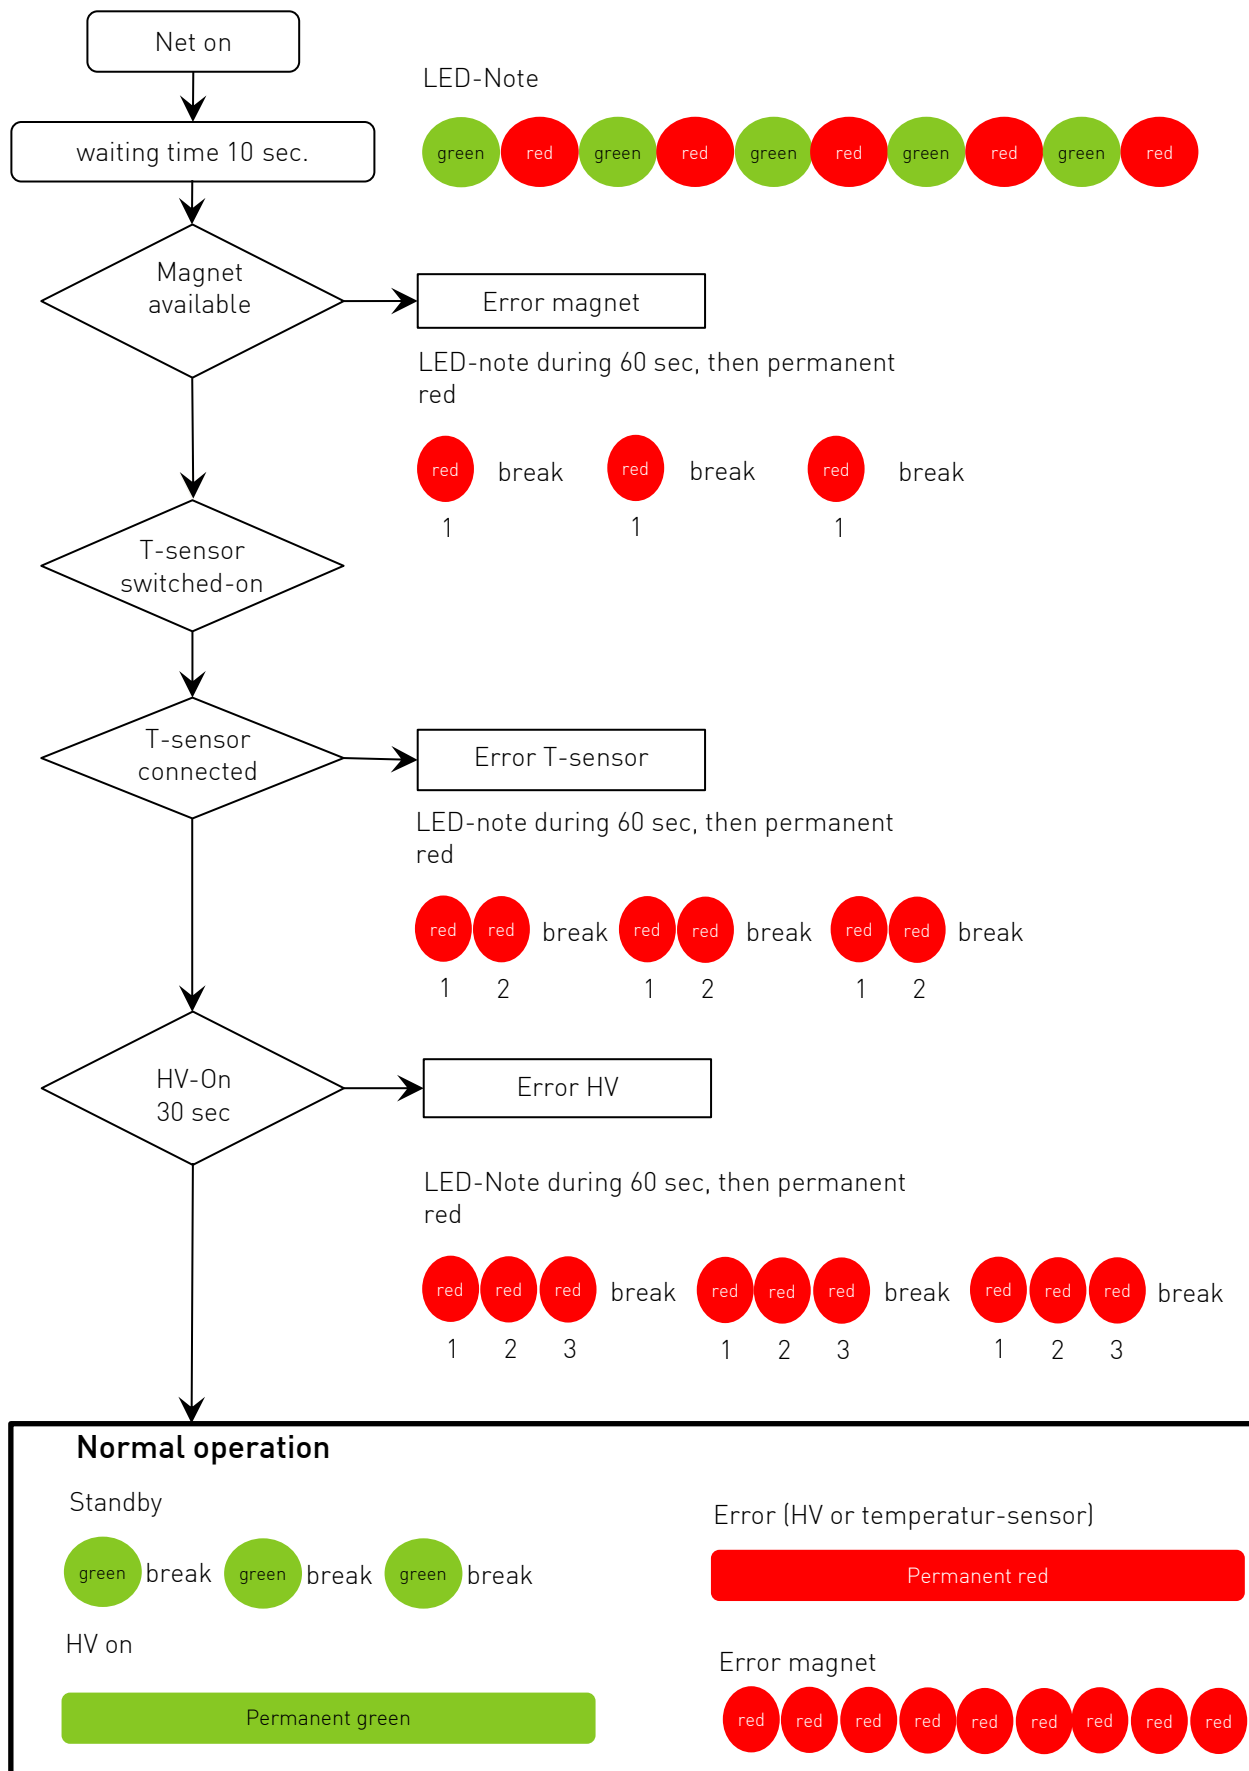 Net on
LED-Note
waiting time 10 sec.
green red green red green red green red green red
Magnet
available
Error magnet
LED-note during 60 sec, then permanent
red
red break red break red break
1 1 1
T-sensor
switched-on
T-sensor
connected
Error T-sensor
LED-note during 60 sec, then permanent
red
red red break red red break red red break
1 2 1 2 1 2
HV-On
30 sec
Error HV
LED-Note during 60 sec, then permanent
red
red red red break red red red break red red red break
1 2 3 1 2 3 1 2 3
Normal operation
Standby
green break green break green break
HV on
Permanent green
Error (HV or temperatur-sensor)
Permanent red
Error magnet
red red red red red red red red red